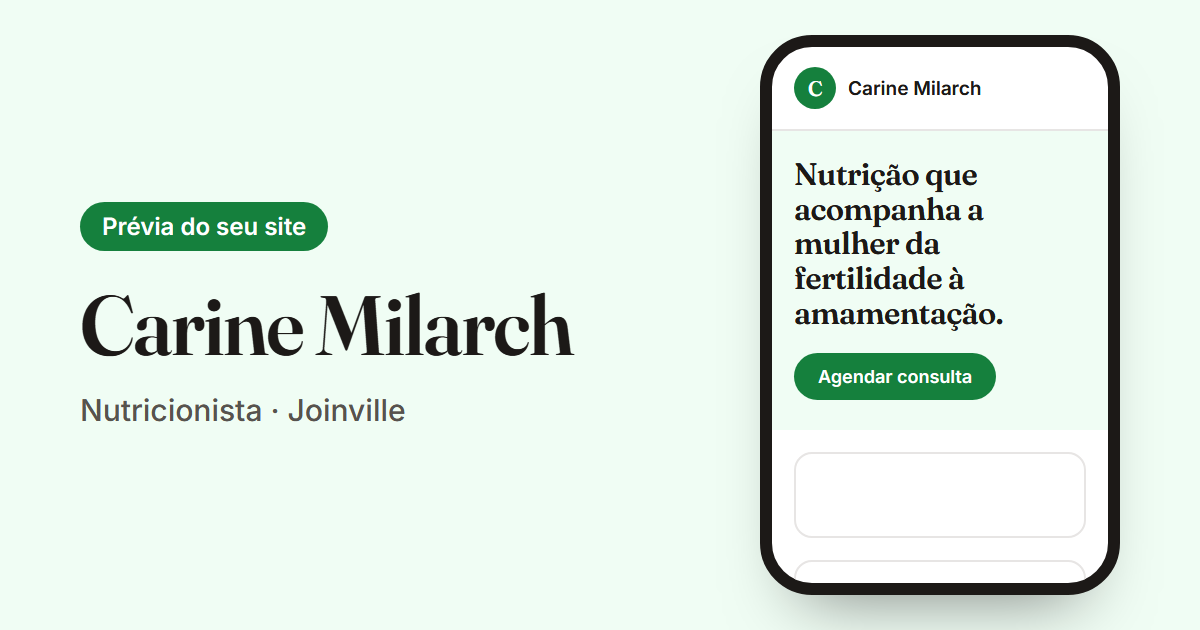 Prévia do seu site
Carine Milarch
Nutricionista · Joinville
C
Carine Milarch
Nutrição que
acompanha a
mulher da
fertilidade à
amamentação.
Agendar consulta